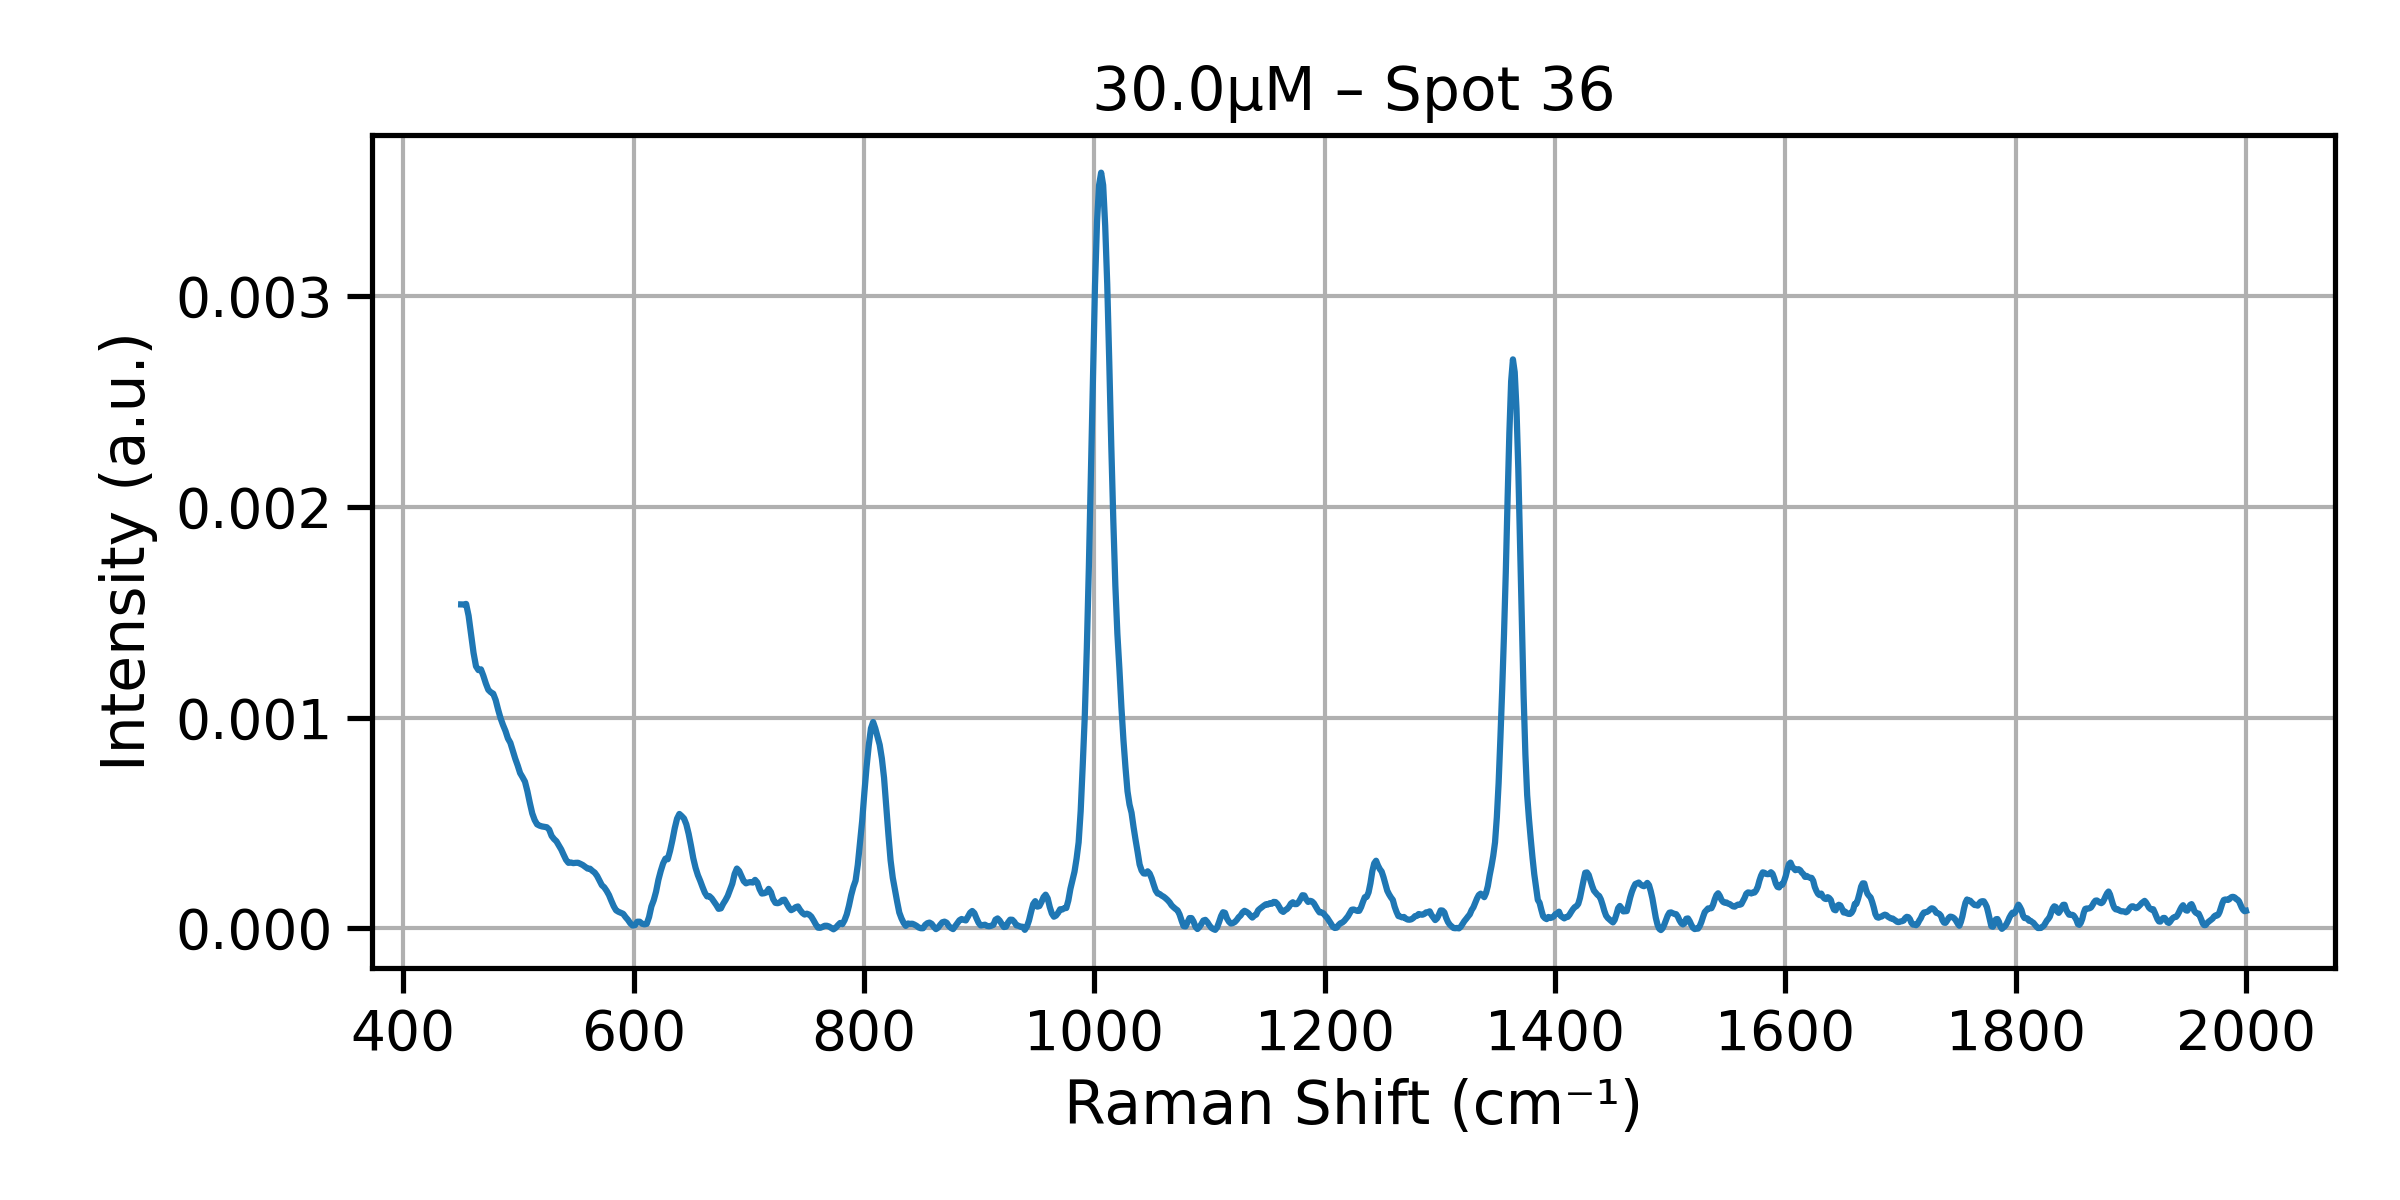 30.0μM – Spot 36
Intensity (a.u.)
0.003
0.002
0.001
0.000
400 600 800 1000 1200 1400 1600 1800 2000
Raman Shift (cm⁻¹)